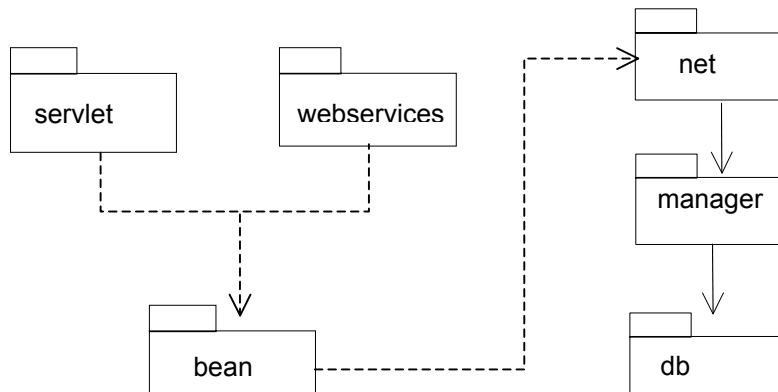 net
servlet
webservices
manager
bean
db